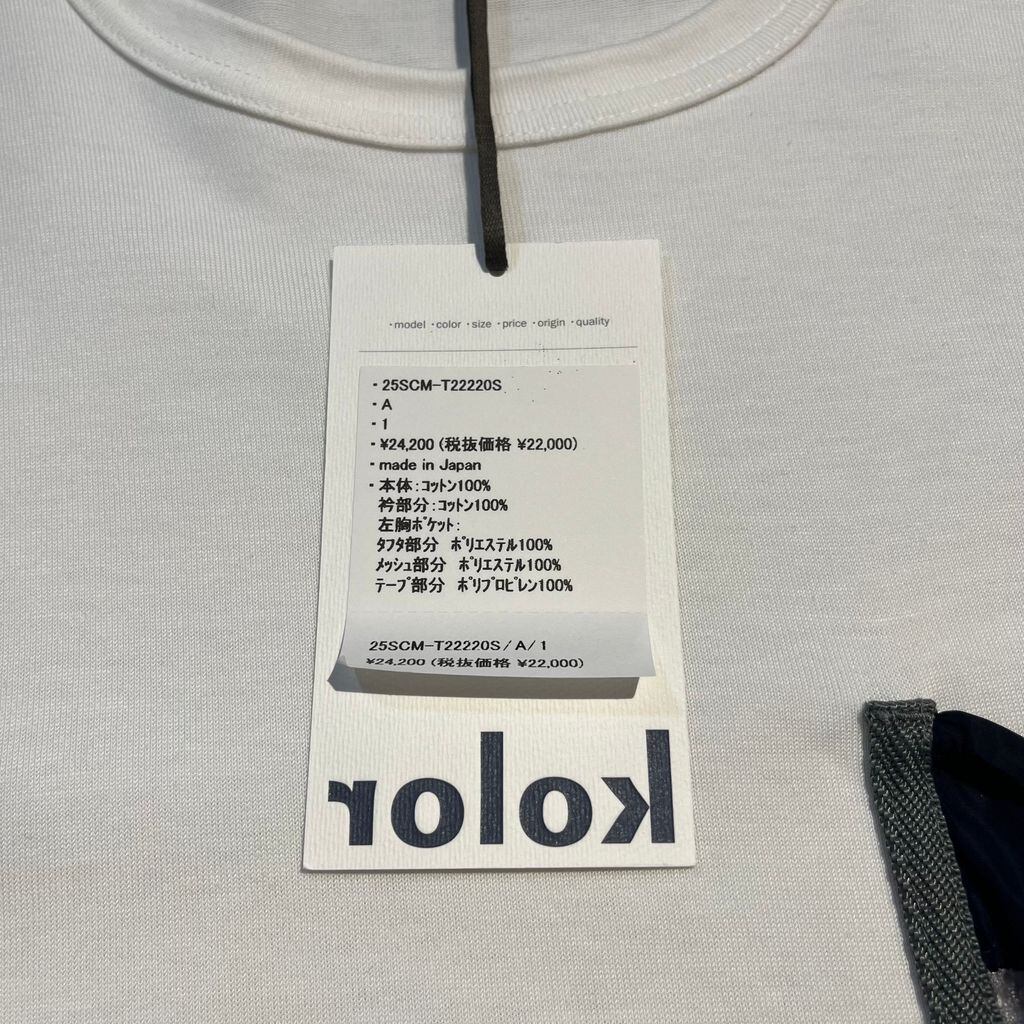 ·model ·color ·size ·price ·origin ·quality
・25SCM-T22220S
・A
・1
・¥24,200 (税抜価格 ¥22,000)
・made in Japan
・本体:ｺｯﾄﾝ100%
衿部分:ｺｯﾄﾝ100%
左胸ﾎﾟｹｯﾄ:
ﾀﾌﾀ部分 ﾎﾟﾘｴｽﾃﾙ100%
ﾒｯｼｭ部分 ﾎﾟﾘｴｽﾃﾙ100%
ﾃｰﾌﾟ部分 ﾎﾟﾘﾌﾟﾛﾋﾟﾚﾝ100%
25SCM-T22220S/A/1
¥24,200 (税抜価格 ¥22,000)
kolor